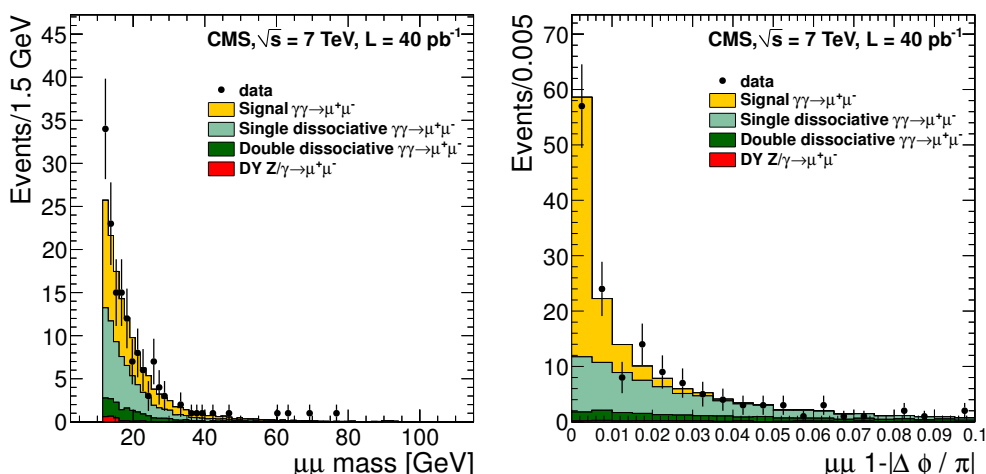 CMS, √s = 7 TeV, L = 40 pb⁻¹
data
Signal γγ→μ⁺μ⁻
Single dissociative γγ→μ⁺μ⁻
Double dissociative γγ→μ⁺μ⁻
DY Z/γ→μ⁺μ⁻
Events/1.5 GeV
45
40
35
30
25
20
15
10
5
0
20 40 60 80 100
μμ mass [GeV]
CMS, √s = 7 TeV, L = 40 pb⁻¹
data
Signal γγ→μ⁺μ⁻
Single dissociative γγ→μ⁺μ⁻
Double dissociative γγ→μ⁺μ⁻
DY Z/γ→μ⁺μ⁻
Events/0.005
70
60
50
40
30
20
10
0
0 0.01 0.02 0.03 0.04 0.05 0.06 0.07 0.08 0.09 0.1
μμ 1-|Δ ϕ / π|